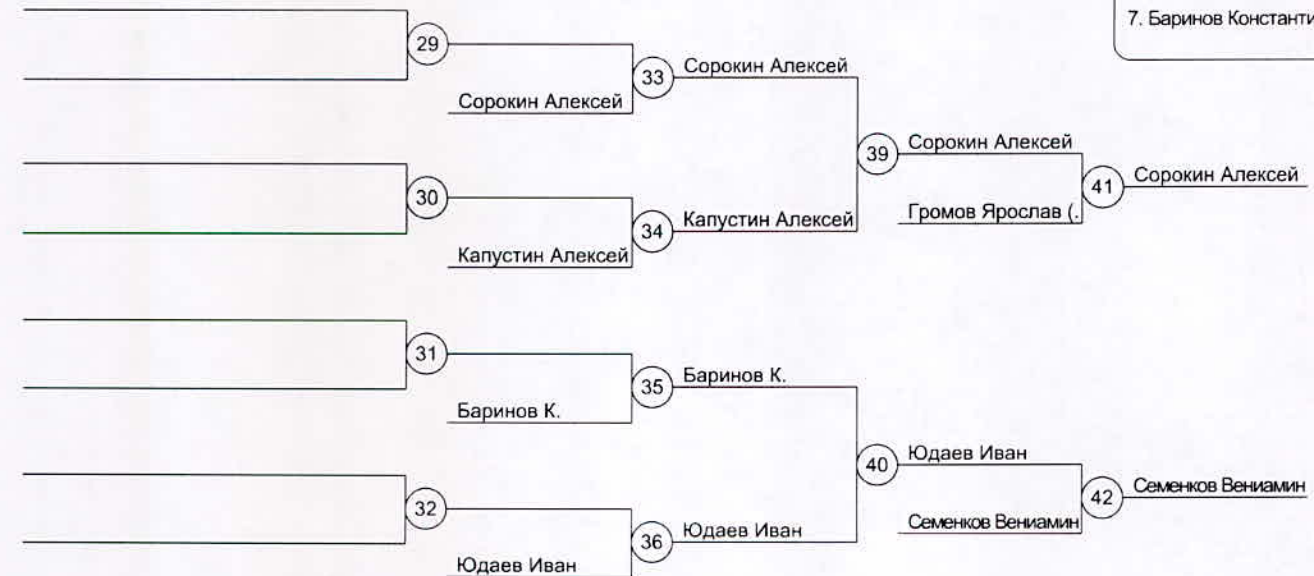 7. Баринов Константи
29
33
Сорокин Алексей
Сорокин Алексей
39
Сорокин Алексей
41
Сорокин Алексей
30
34
Капустин Алексей
Громов Ярослав (.
Капустин Алексей
31
35
Баринов К.
Баринов К.
40
Юдаев Иван
42
Семенков Вениамин
32
36
Юдаев Иван
Семенков Вениамин
Юдаев Иван